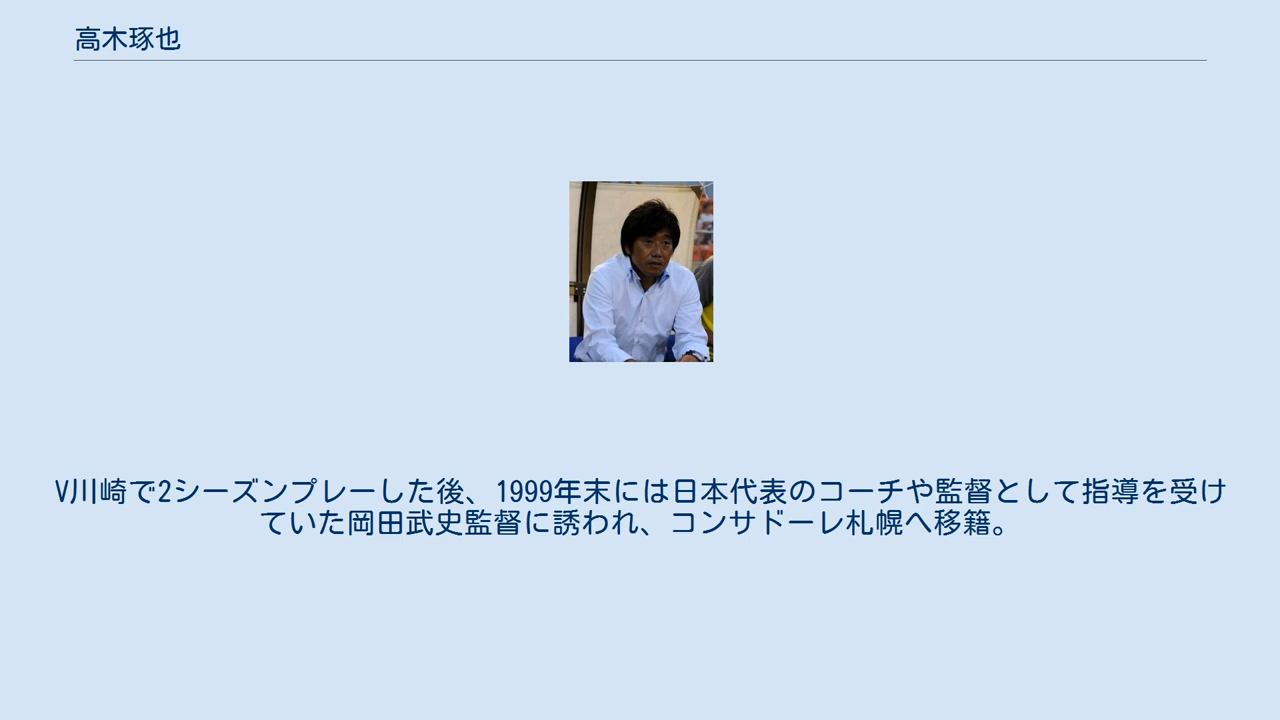 高木琢也
V川崎で2シーズンプレーした後、1999年末には日本代表のコーチや監督として指導を受け
ていた岡田武史監督に誘われ、コンサドーレ札幌へ移籍。